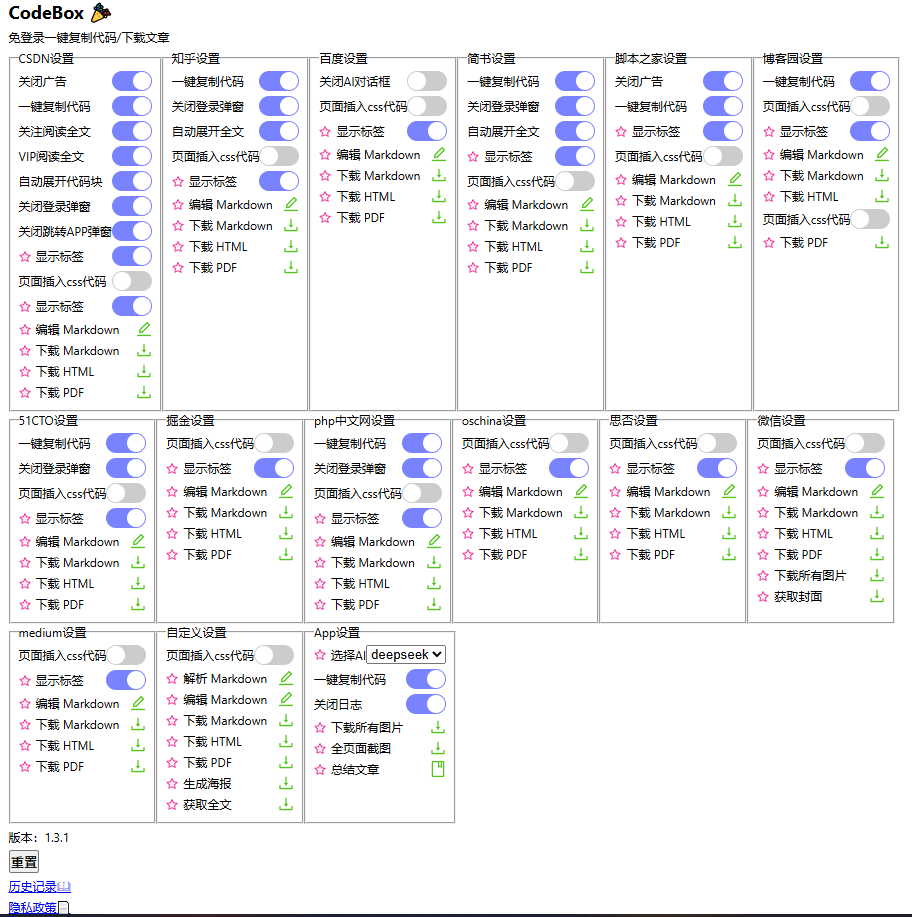 CodeBox
免登录一键复制代码/下载文章
CSDN设置
关闭广告
一键复制代码
关注阅读全文
VIP阅读全文
自动展开代码块
关闭登录弹窗
关闭跳转APP弹窗
显示标签
页面插入css代码
显示标签
编辑 Markdown
下载 Markdown
下载 HTML
下载 PDF
知乎设置
一键复制代码
关闭登录弹窗
自动展开全文
页面插入css代码
显示标签
编辑 Markdown
下载 Markdown
下载 HTML
下载 PDF
百度设置
关闭AI对话框
页面插入css代码
显示标签
编辑 Markdown
下载 Markdown
下载 HTML
下载 PDF
简书设置
一键复制代码
关闭登录弹窗
自动展开全文
显示标签
页面插入css代码
编辑 Markdown
下载 Markdown
下载 HTML
下载 PDF
脚本之家设置
关闭广告
一键复制代码
显示标签
页面插入css代码
编辑 Markdown
下载 Markdown
下载 HTML
下载 PDF
博客园设置
一键复制代码
页面插入css代码
显示标签
编辑 Markdown
下载 Markdown
下载 HTML
页面插入css代码
下载 PDF
51CTO设置
一键复制代码
关闭登录弹窗
页面插入css代码
显示标签
编辑 Markdown
下载 Markdown
下载 HTML
下载 PDF
掘金设置
页面插入css代码
显示标签
编辑 Markdown
下载 Markdown
下载 HTML
下载 PDF
php中文网设置
一键复制代码
关闭登录弹窗
页面插入css代码
显示标签
编辑 Markdown
下载 Markdown
下载 HTML
下载 PDF
oschina设置
页面插入css代码
显示标签
编辑 Markdown
下载 Markdown
下载 HTML
下载 PDF
思否设置
页面插入css代码
显示标签
编辑 Markdown
下载 Markdown
下载 HTML
下载 PDF
微信设置
页面插入css代码
显示标签
编辑 Markdown
下载 Markdown
下载 HTML
下载 PDF
下载所有图片
获取封面
medium设置
页面插入css代码
显示标签
编辑 Markdown
下载 Markdown
下载 HTML
下载 PDF
自定义设置
页面插入css代码
解析 Markdown
编辑 Markdown
下载 Markdown
下载 HTML
下载 PDF
生成海报
获取全文
App设置
选择AI deepseek
一键复制代码
关闭日志
下载所有图片
全页面截图
总结文章
版本：1.3.1
重置
历史记录
隐私政策